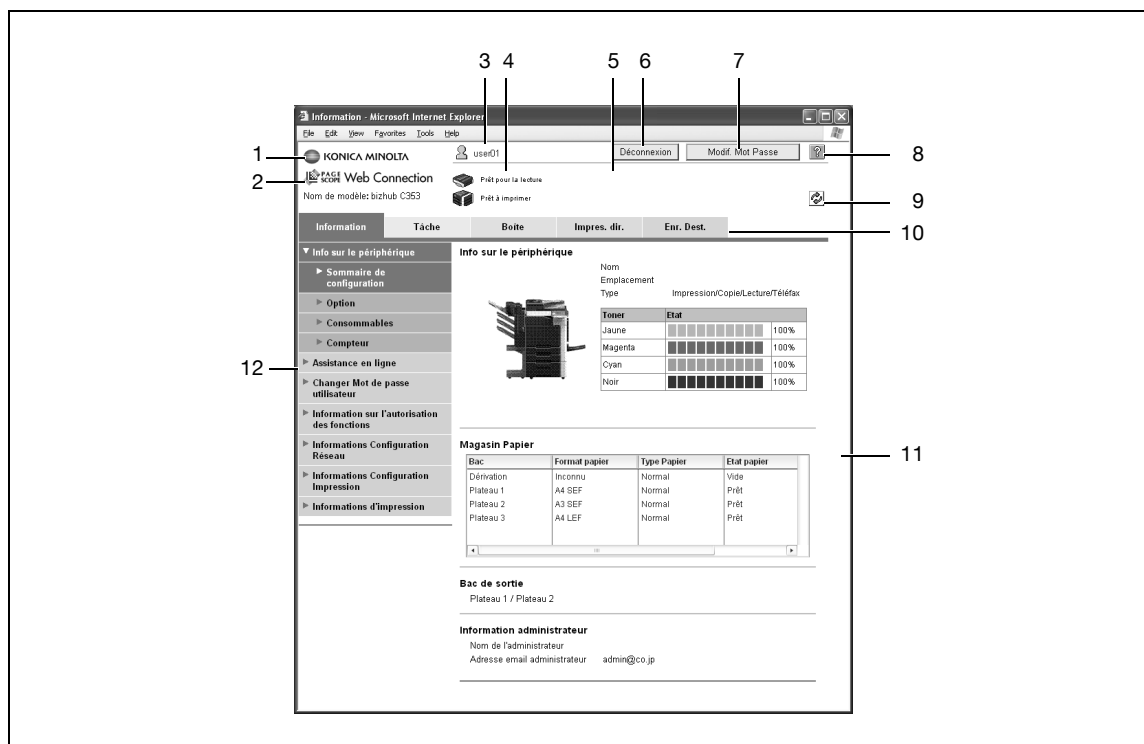 3 4 5 6 7
Information - Microsoft Internet Explorer
File Edit View Favorites Tools Help
1 KONICA MINOLTA user01 Déconnexion Modif. Mot Passe ? 8
2 PAGE SCOPE Web Connection Prêt pour la lecture
Nom de modèle: bizhub C353 Prêt à imprimer 9
Information Tâche Boîte Impres. dir. Enr. Dest. 10
Info sur le périphérique
Sommaire de
configuration
Option
Consommables
Compteur
12 Assistance en ligne
Changer Mot de passe
utilisateur
Information sur l'autorisation
des fonctions
Informations Configuration
Réseau
Informations Configuration
Impression
Informations d'impression
Info sur le périphérique
Nom
Emplacement
Type Impression/Copie/Lecture/Téléfax
Toner Etat
Jaune 100%
Magenta 100%
Cyan 100%
Noir 100%
Magasin Papier
11
Bac Format papier Type Papier Etat papier
Dérivation Inconnu Normal Vide
Plateau 1 A4 SEF Normal Prêt
Plateau 2 A3 SEF Normal Prêt
Plateau 3 A4 LEF Normal Prêt
Bac de sortie
Plateau 1 / Plateau 2
Information administrateur
Nom de l'administrateur
Adresse email administrateur admin@co.jp